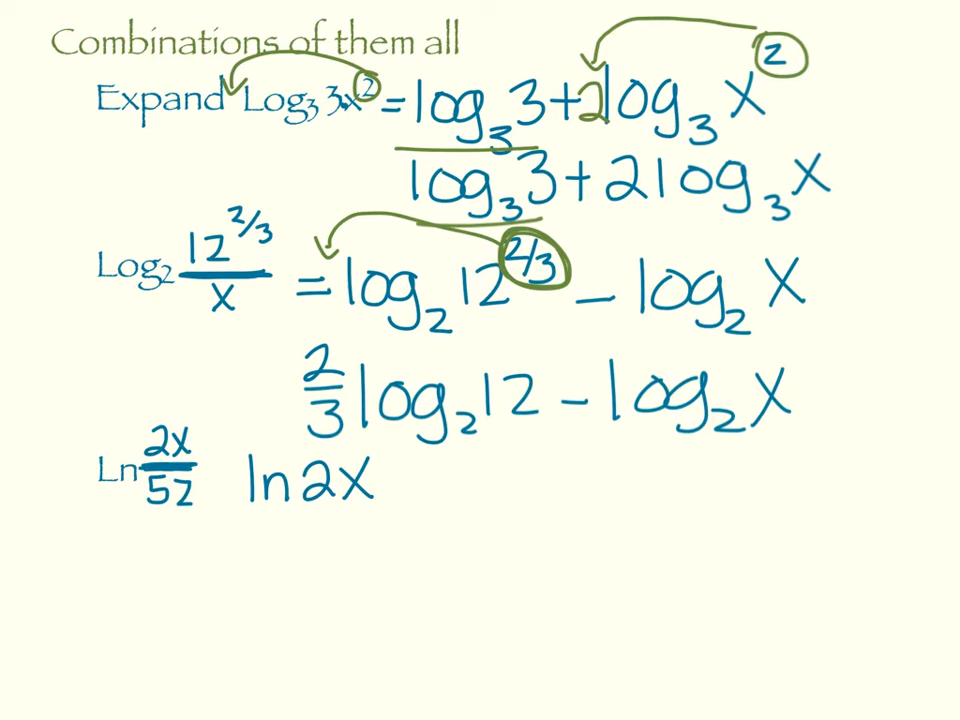 Combinations of them all
Expand Log₃ 3x² = log₃ 3 + 2log₃ x²
log₃ 3 + 2log₃ x
Log₂ 12^(2/3)/x = log₂ 12^(2/3) - log₂ x
2/3 log₂ 12 - log₂ x
Ln 2x/5z ln 2x